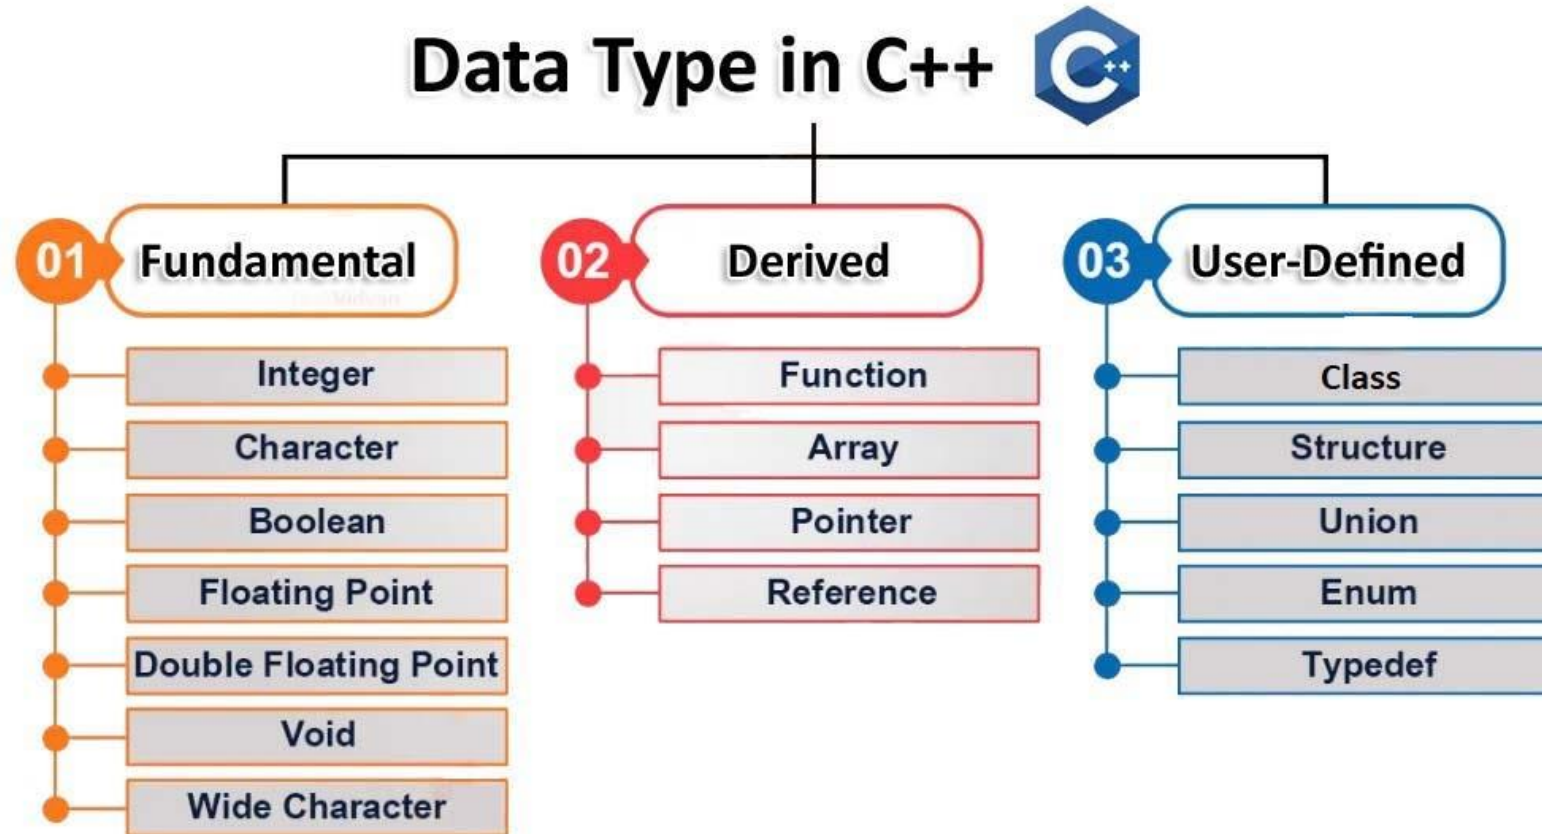 Data Type in C++
C++
01 Fundamental
Integer
Character
Boolean
Floating Point
Double Floating Point
Void
Wide Character
02 Derived
Function
Array
Pointer
Reference
03 User-Defined
Class
Structure
Union
Enum
Typedef